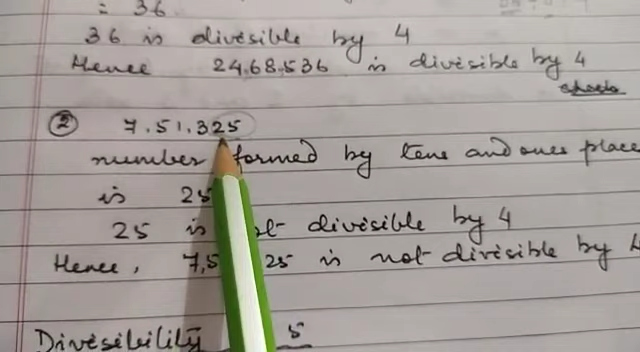 = 36
36 is divisible by 4
Hence 24,68,536 is divisible by 4
② 7,51,325
number formed by tens and ones place
is 25
25 is not divisible by 4
Hence, 7,5 25 is not divisible by 4
Divisibility 5